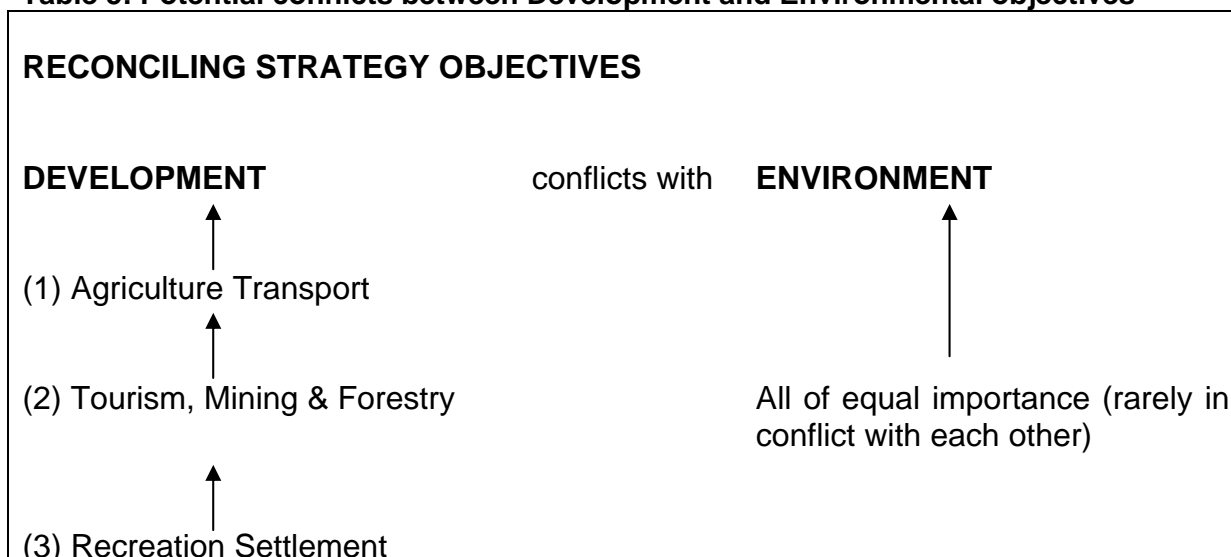 Table 5: Potential conflicts between Development and Environmental objectives
RECONCILING STRATEGY OBJECTIVES
DEVELOPMENT conflicts with ENVIRONMENT
(1) Agriculture Transport
(2) Tourism, Mining & Forestry
All of equal importance (rarely in
conflict with each other)
(3) Recreation Settlement